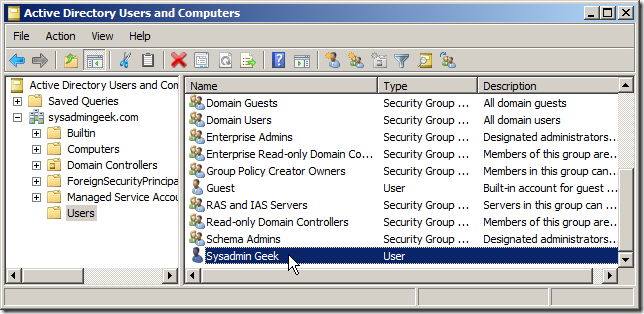 Active Directory Users and Computers
File Action View Help
Active Directory Users and Com
Saved Queries
sysadmingeek.com
Builtin
Computers
Domain Controllers
ForeignSecurityPrincipa
Managed Service Accou
Users
Name Type Description
Domain Guests Security Group ... All domain guests
Domain Users Security Group ... All domain users
Enterprise Admins Security Group ... Designated administrators...
Enterprise Read-only Domain Co... Security Group ... Members of this group are...
Group Policy Creator Owners Security Group ... Members in this group can...
Guest User Built-in account for guest ...
RAS and IAS Servers Security Group ... Servers in this group can ...
Read-only Domain Controllers Security Group ... Members of this group are...
Schema Admins Security Group ... Designated administrators...
Sysadmin Geek User